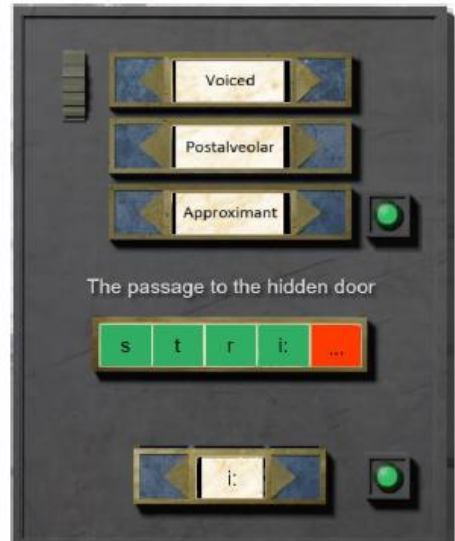 Voiced
Postalveolar
Approximant
The passage to the hidden door
s t r i: ...
i: